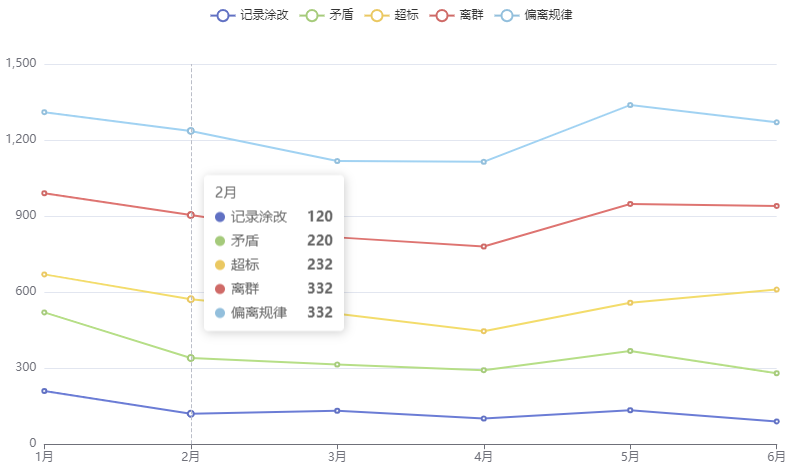 记录涂改 矛盾 超标 离群 偏离规律
1,500
1,200
900
600
300
0
2月
记录涂改 120
矛盾 220
超标 232
离群 332
偏离规律 332
1月 2月 3月 4月 5月 6月